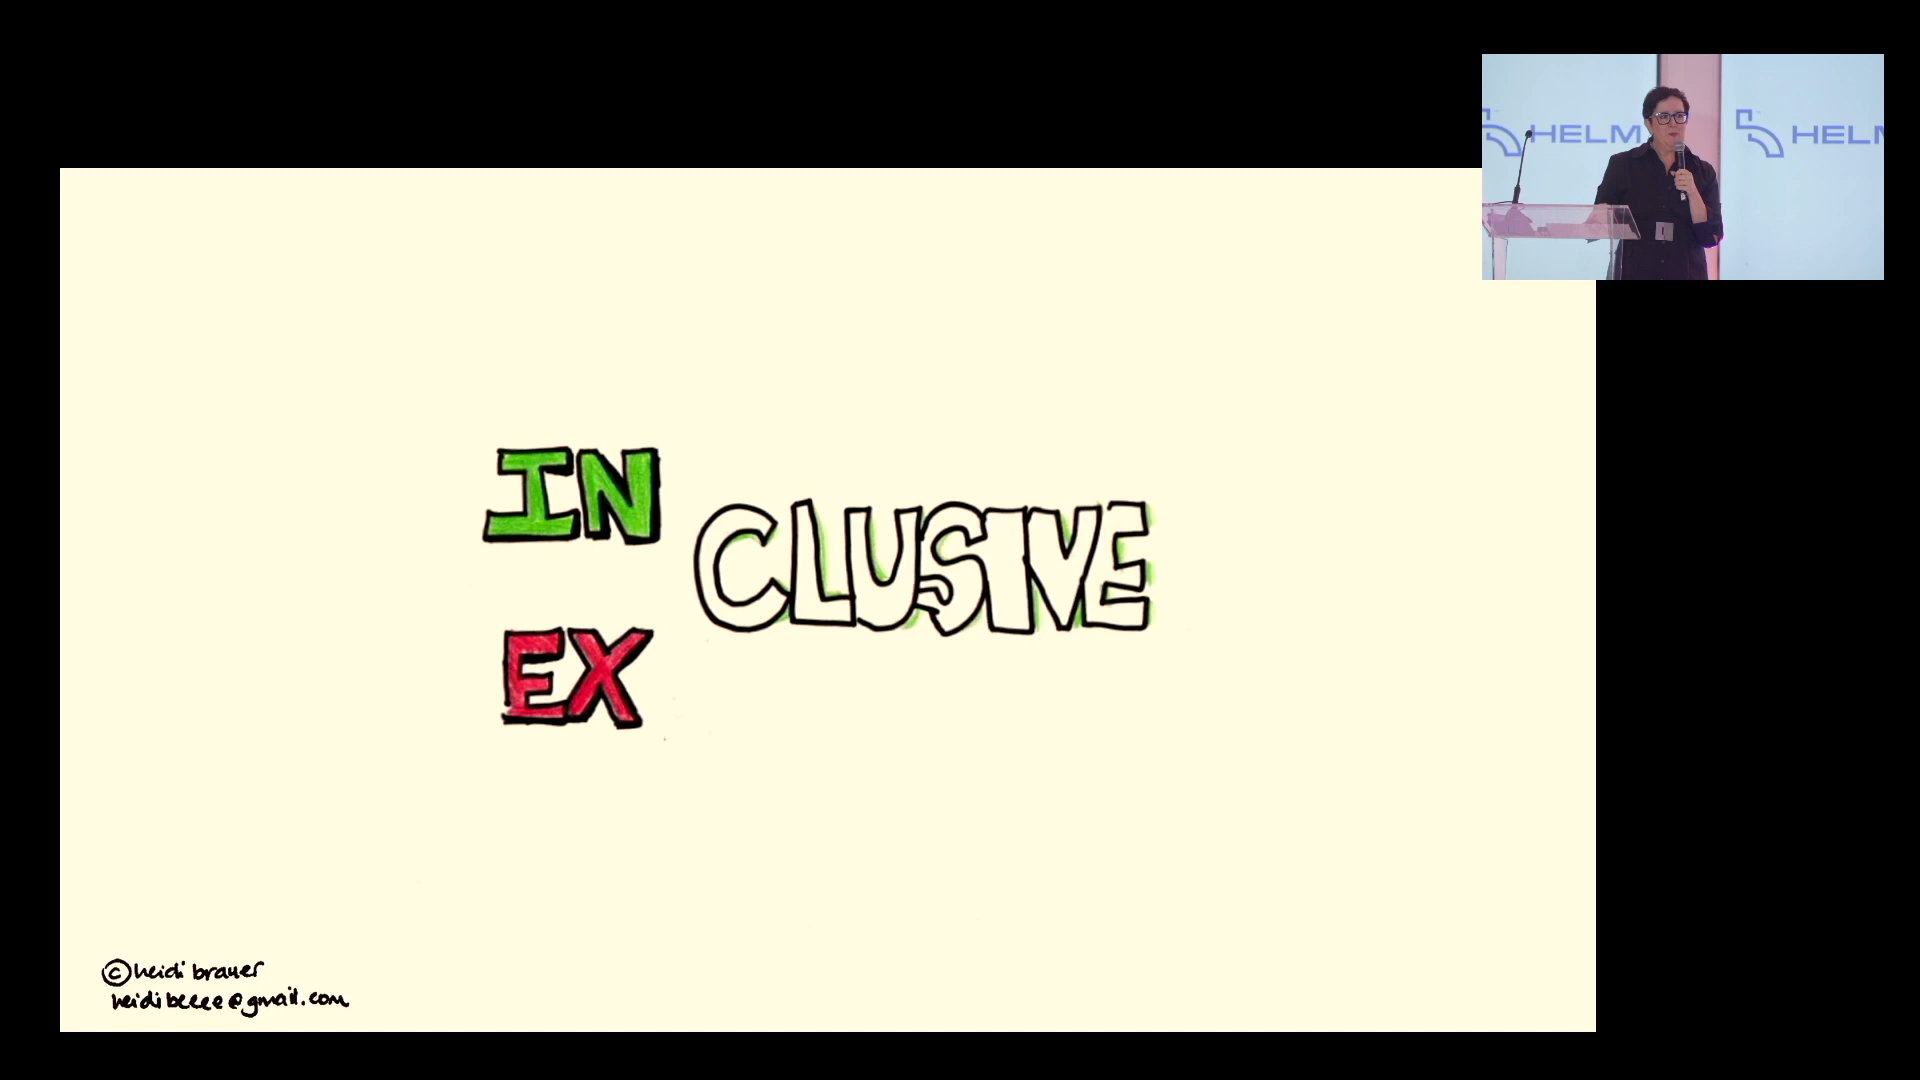 HELM
HELM
IN
CLUSIVE
EX
©heidi brauer
heidibeeee@gmail.com